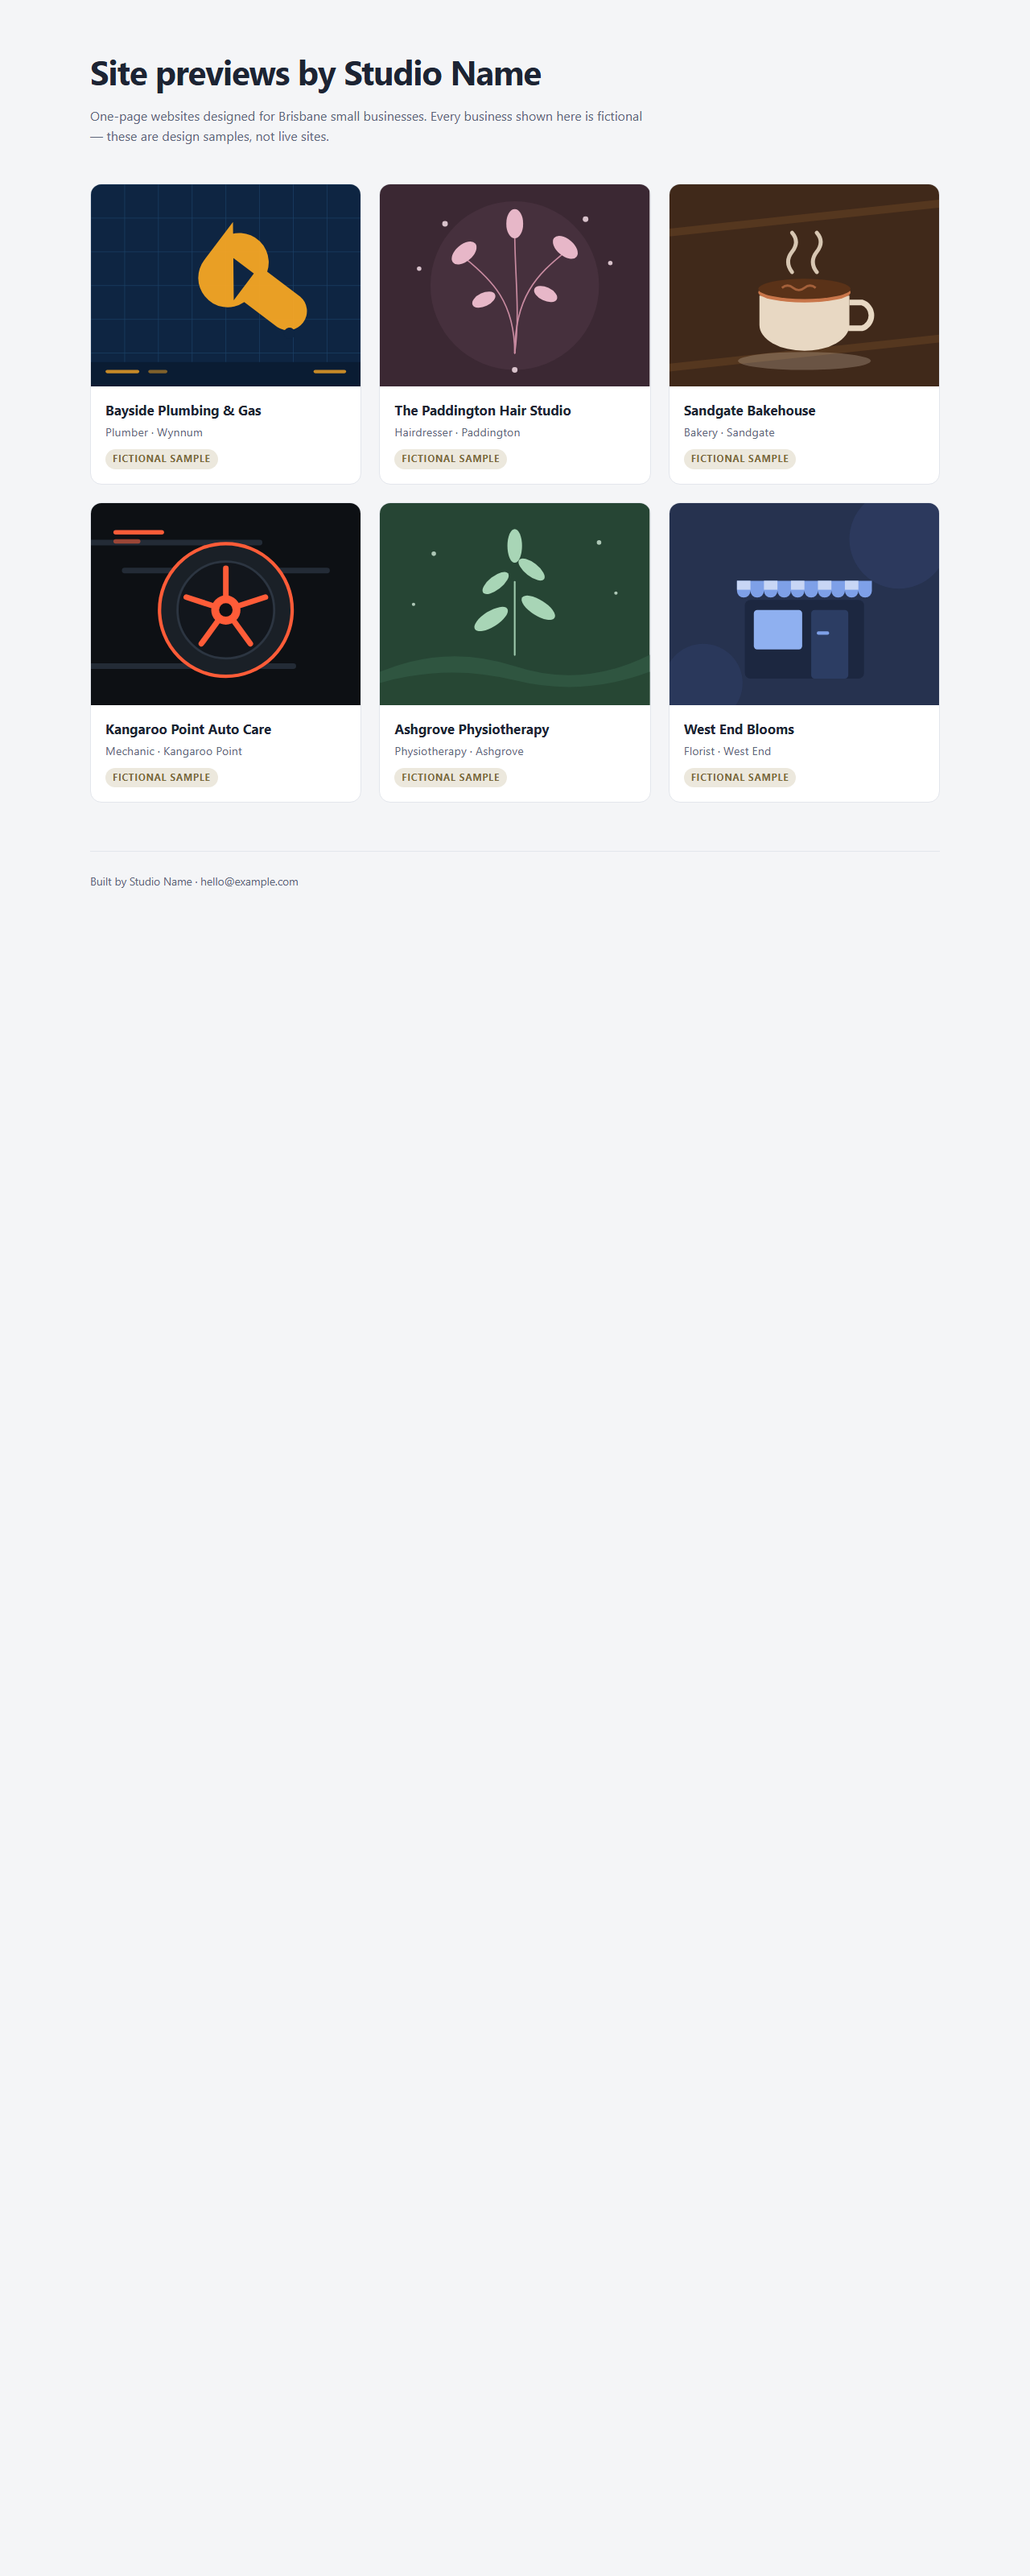 Site previews by Studio Name
One-page websites designed for Brisbane small businesses. Every business shown here is fictional
— these are design samples, not live sites.
Bayside Plumbing & Gas
Plumber · Wynnum
FICTIONAL SAMPLE
The Paddington Hair Studio
Hairdresser · Paddington
FICTIONAL SAMPLE
Sandgate Bakehouse
Bakery · Sandgate
FICTIONAL SAMPLE
Kangaroo Point Auto Care
Mechanic · Kangaroo Point
FICTIONAL SAMPLE
Ashgrove Physiotherapy
Physiotherapy · Ashgrove
FICTIONAL SAMPLE
West End Blooms
Florist · West End
FICTIONAL SAMPLE
Built by Studio Name · hello@example.com